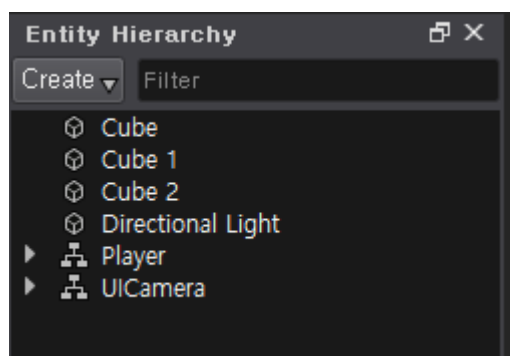 Entity Hierarchy
Create Filter
Cube
Cube 1
Cube 2
Directional Light
Player
UICamera